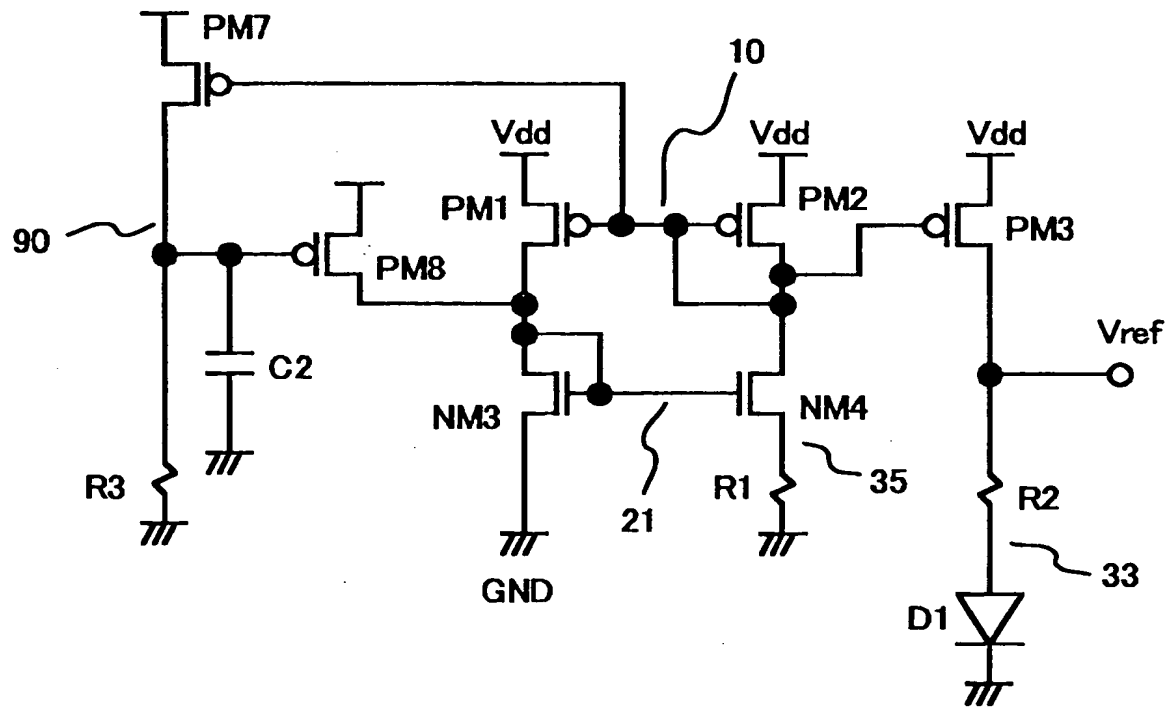 PM7
10
Vdd
Vdd
Vdd
PM1
PM2
PM3
90
PM8
Vref
C2
NM3
NM4
R3
R1
35
R2
21
33
GND
D1